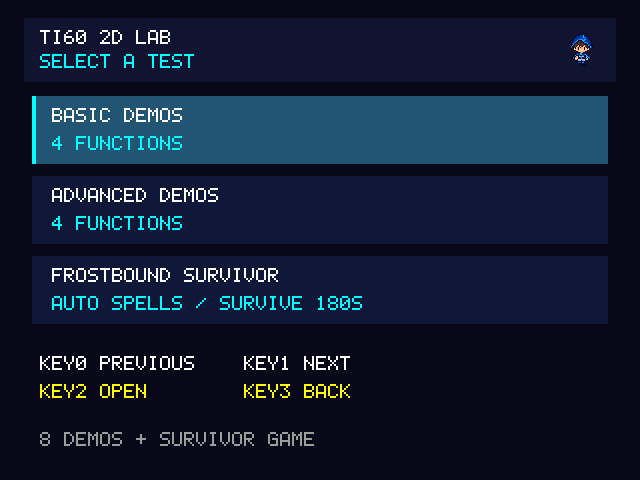 TI60 2D LAB
SELECT A TEST
BASIC DEMOS
4 FUNCTIONS
ADVANCED DEMOS
4 FUNCTIONS
FROSTBOUND SURVIVOR
AUTO SPELLS / SURVIVE 180S
KEY0 PREVIOUS KEY1 NEXT
KEY2 OPEN KEY3 BACK
8 DEMOS + SURVIVOR GAME